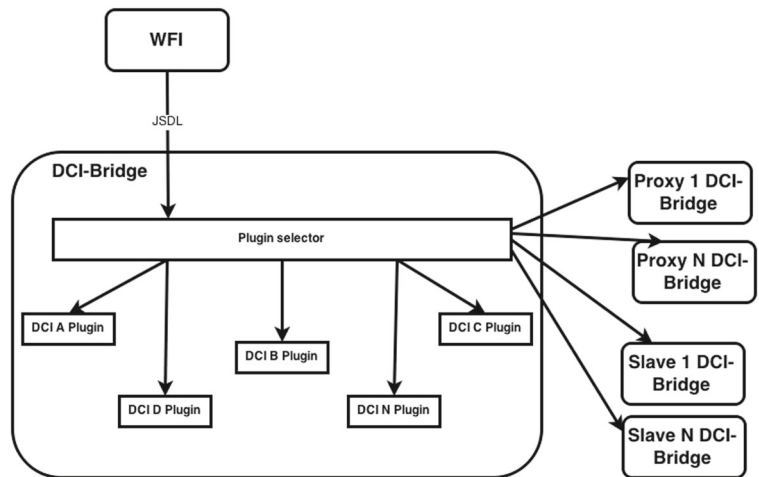 WFI
JSDL
DCI-Bridge
Plugin selector
Proxy 1 DCI-
Bridge
Proxy N DCI-
Bridge
DCI A Plugin
DCI B Plugin
DCI C Plugin
DCI D Plugin
DCI N Plugin
Slave 1 DCI-
Bridge
Slave N DCI-
Bridge